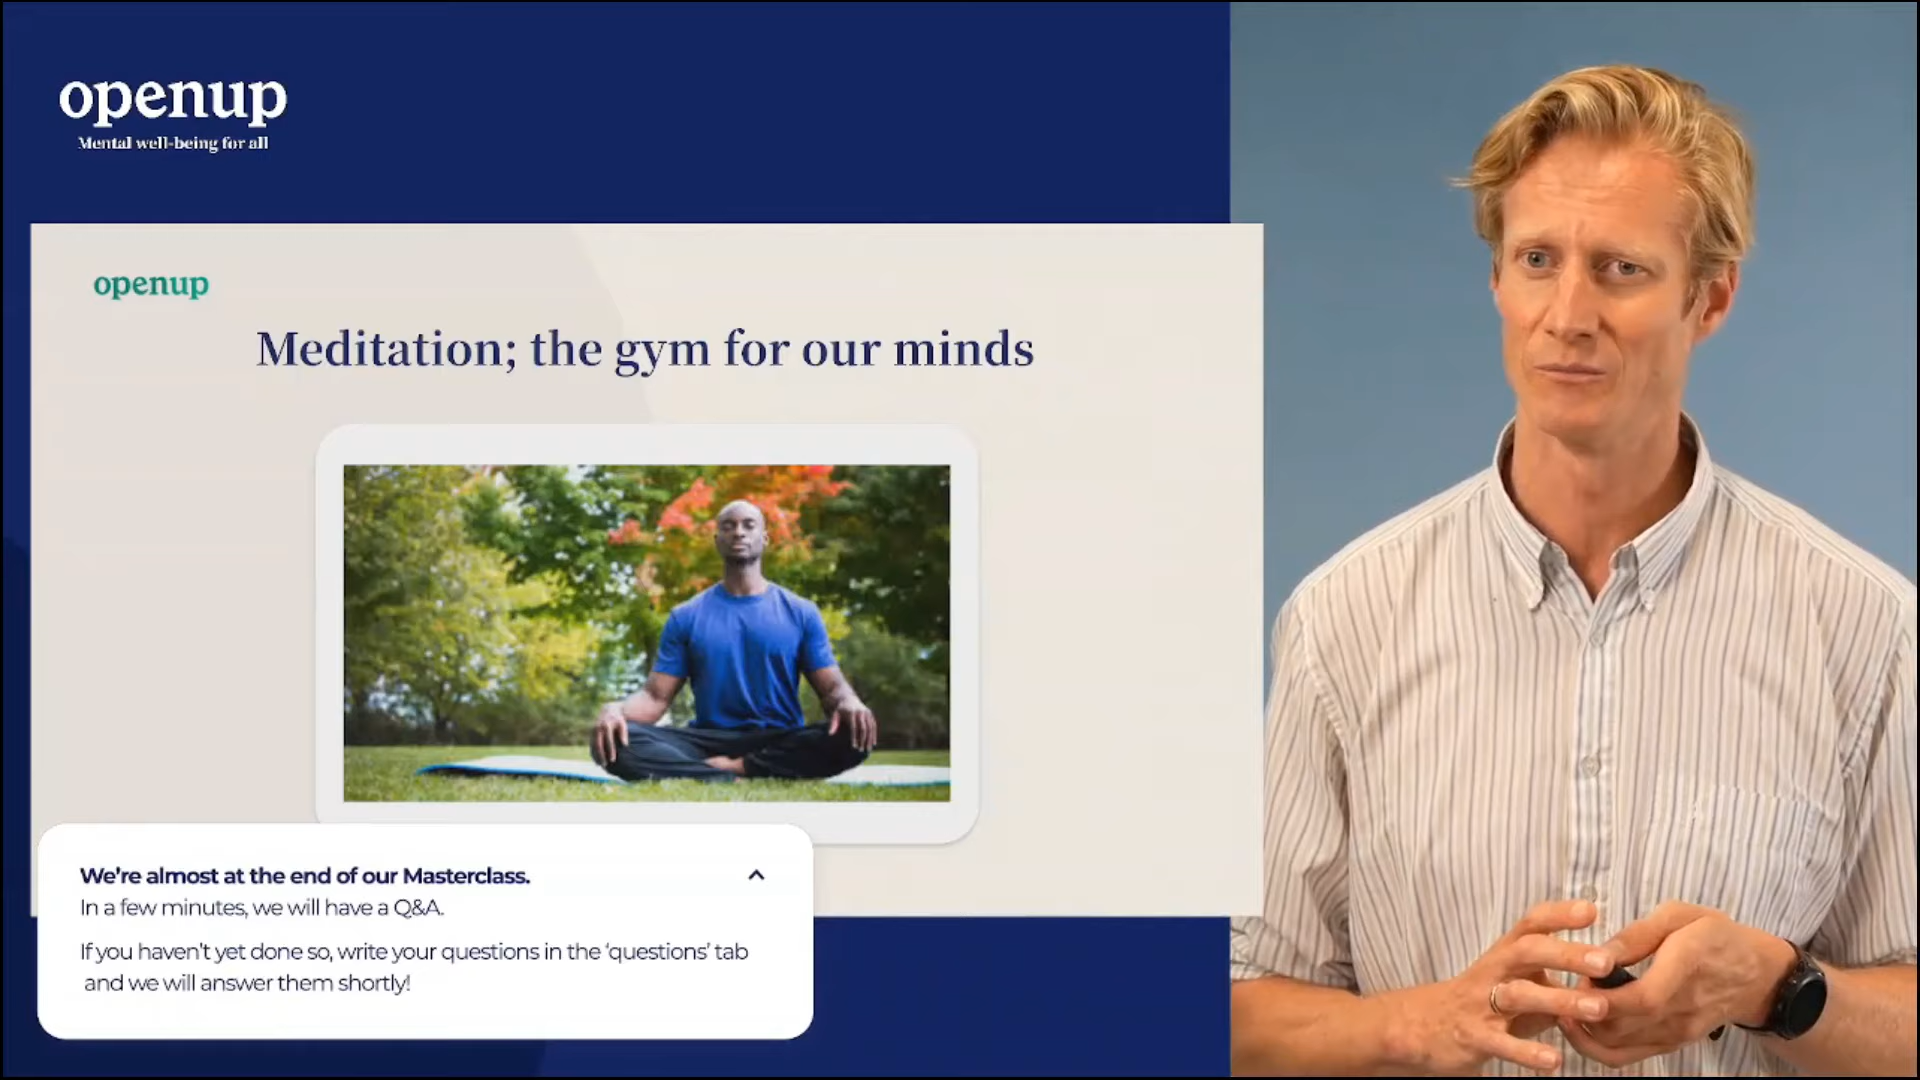 openup
Mental well-being for all
openup
Meditation; the gym for our minds
We're almost at the end of our Masterclass.
In a few minutes, we will have a Q&A.
If you haven't yet done so, write your questions in the ‘questions’ tab
and we will answer them shortly!